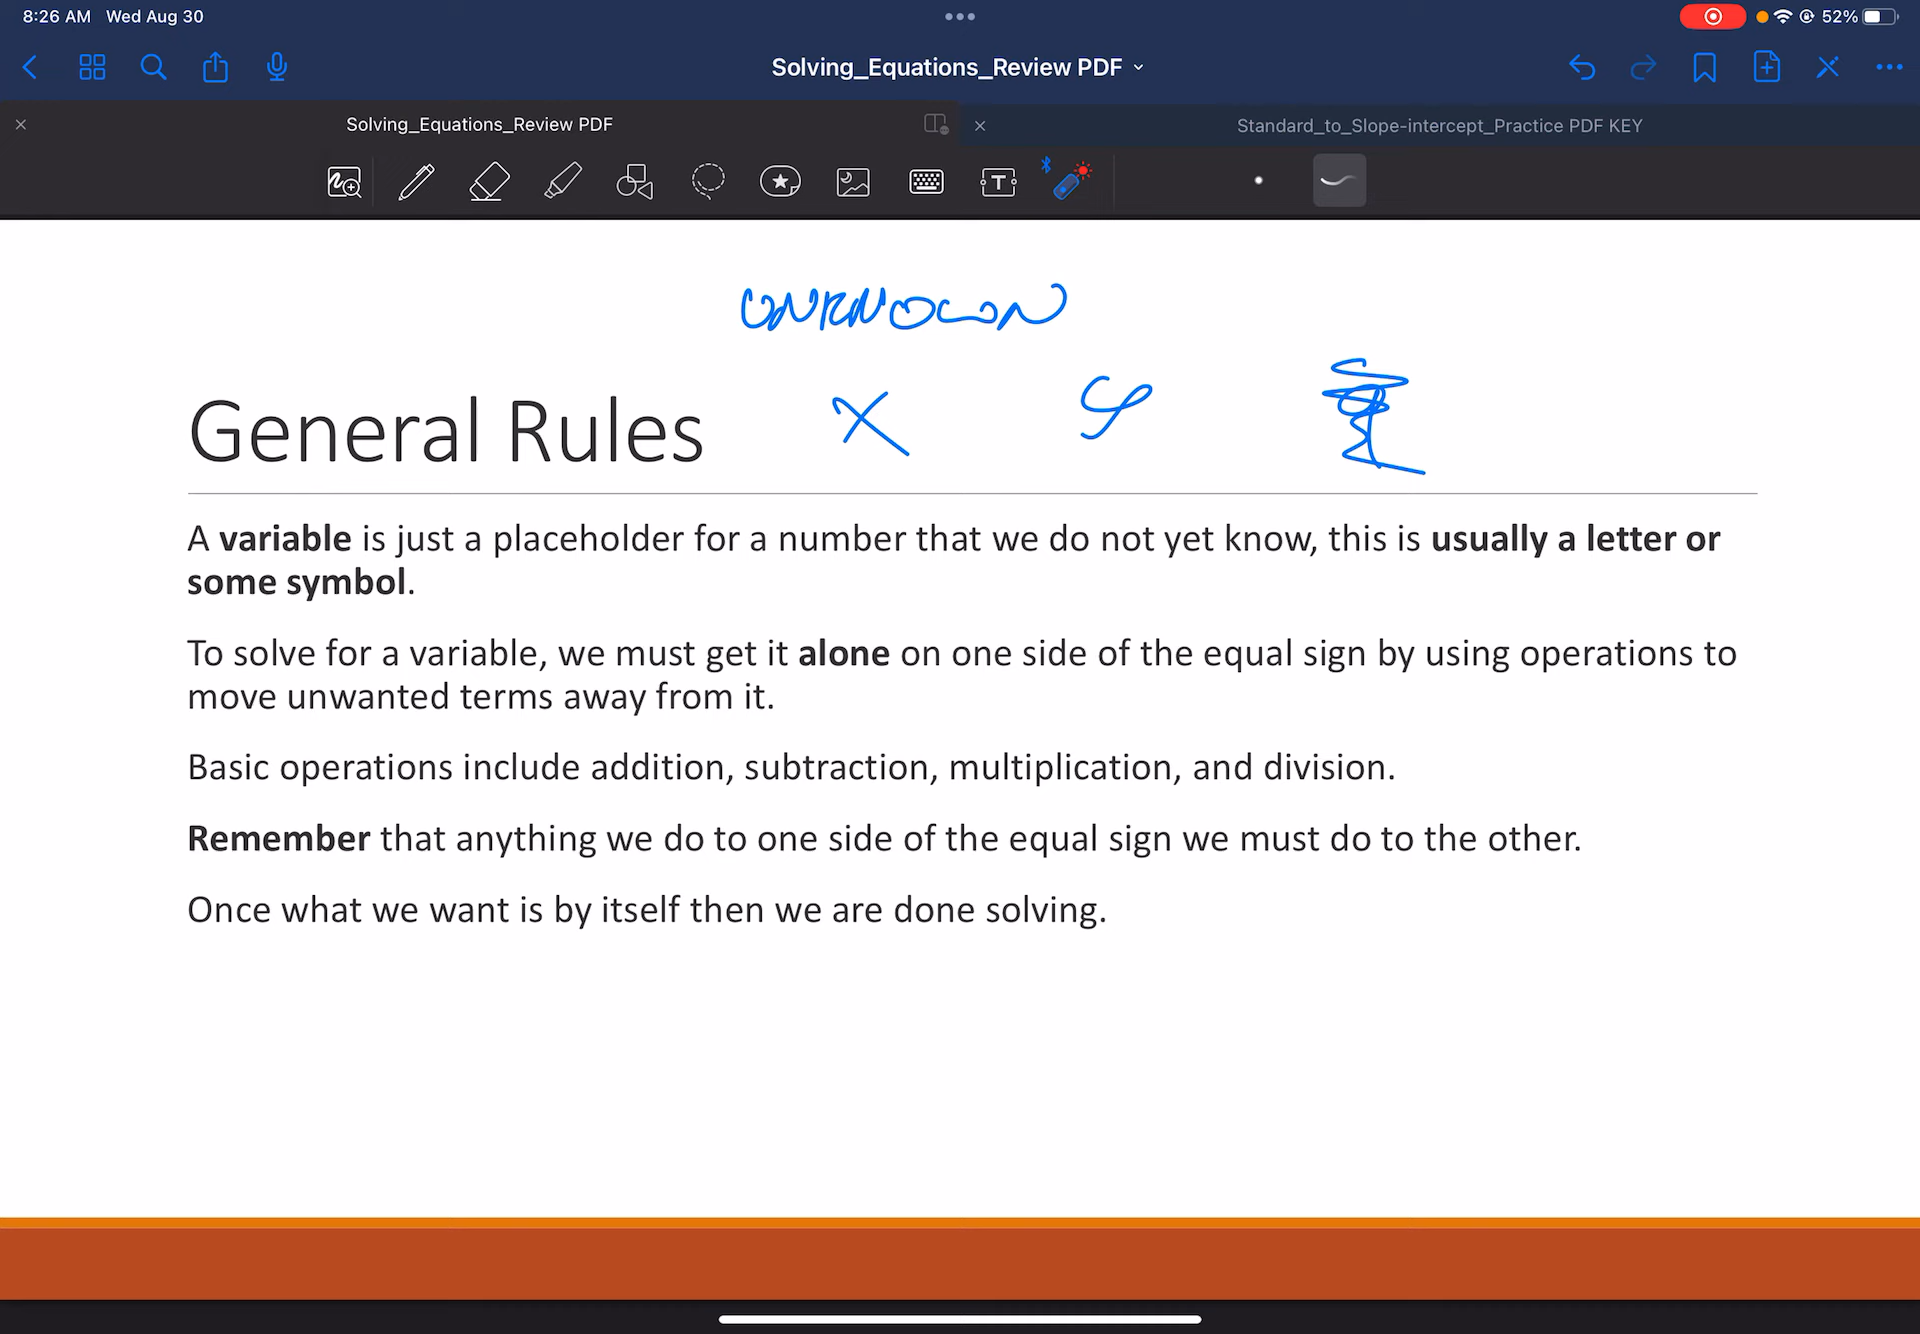 8:26 AM Wed Aug 30
52%
Solving_Equations_Review PDF
Solving_Equations_Review PDF
Standard_to_Slope-intercept_Practice PDF KEY
T
UNKNOWN
General Rules
x y
A variable is just a placeholder for a number that we do not yet know, this is usually a letter or
some symbol.
To solve for a variable, we must get it alone on one side of the equal sign by using operations to
move unwanted terms away from it.
Basic operations include addition, subtraction, multiplication, and division.
Remember that anything we do to one side of the equal sign we must do to the other.
Once what we want is by itself then we are done solving.